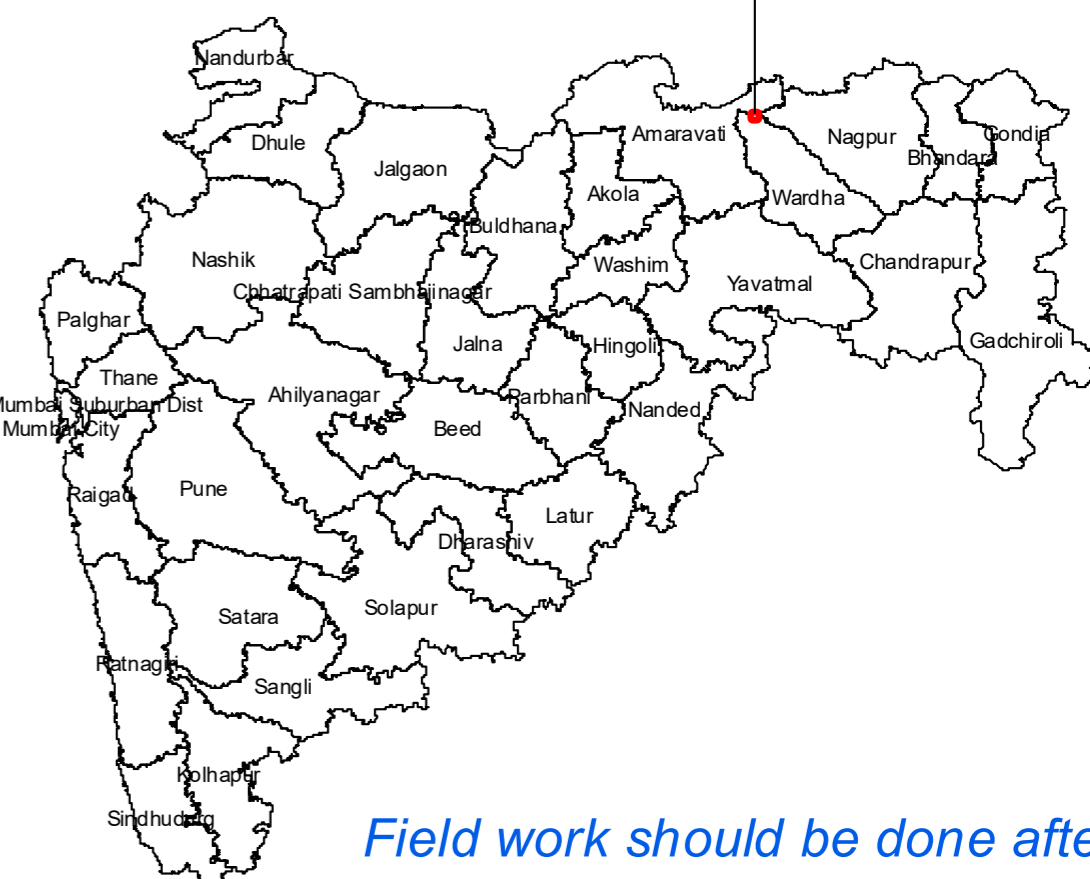 Nandurbar
Dhule
Jalgaon
Amaravati
Nagpur
Gondia
Bhandara
Akola
Wardha
Buldhana
Nashik
Washim
Chandrapur
Yavatmal
Chhatrapati Sambhajinagar
Palghar
Jalna
Hingoli
Gadchiroli
Thane
Ahilyanagar
Parbhani
Mumbai Suburban Dist
Nanded
Mumbai City
Beed
Raigad
Pune
Latur
Dharashiv
Satara
Solapur
Ratnagiri
Sangli
Kolhapur
Sindhudurg
Field work should be done afte